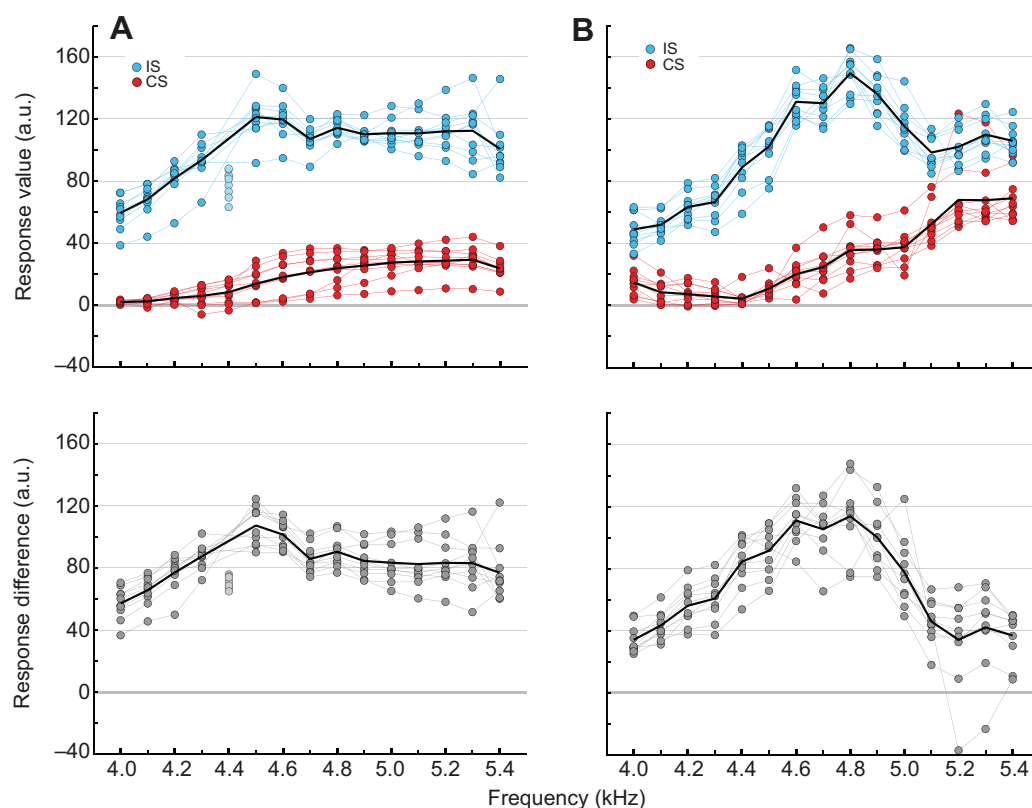 A
B
IS
CS
IS
CS
Response value (a.u.)
160
120
80
40
0
–40
Response difference (a.u.)
160
120
80
40
0
–40
4.0 4.2 4.4 4.6 4.8 5.0 5.2 5.4
4.0 4.2 4.4 4.6 4.8 5.0 5.2 5.4
Frequency (kHz)